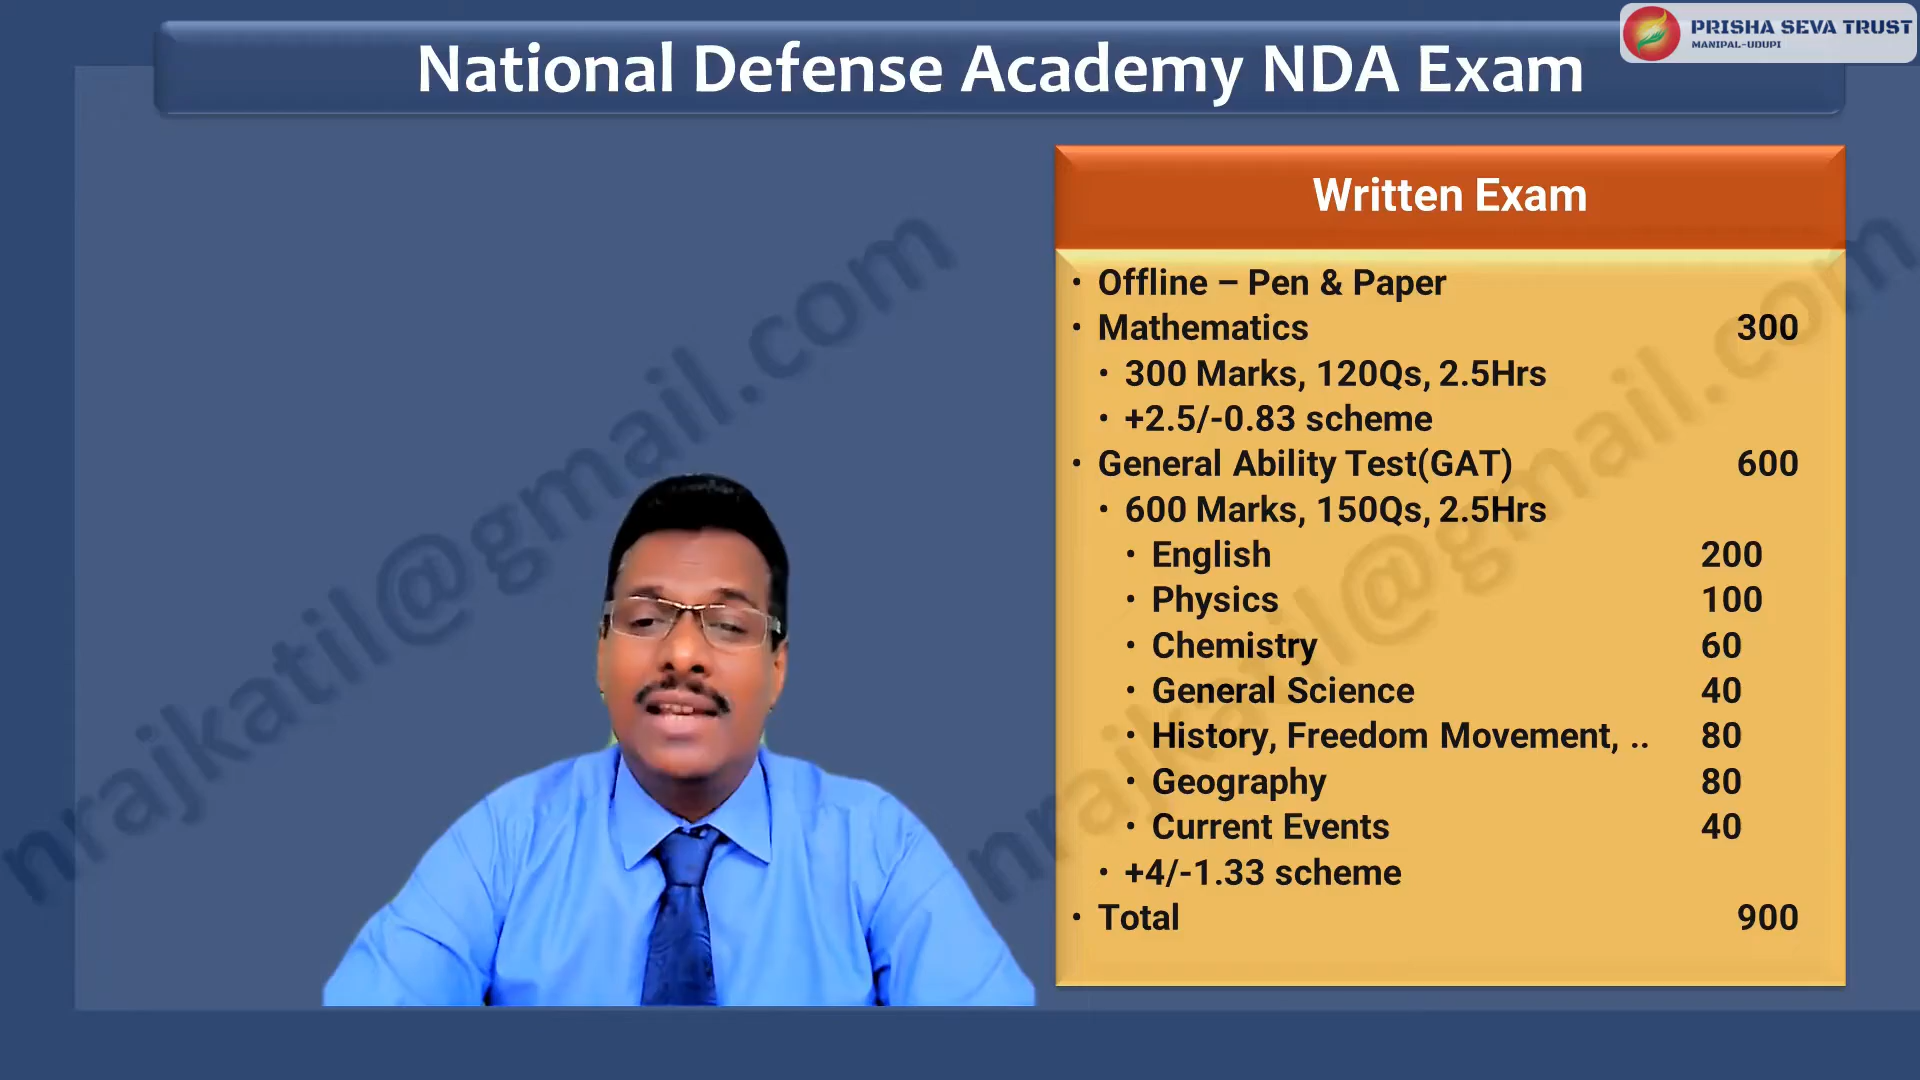 PRISHA SEVA TRUST
MANIPAL-UDUPI
National Defense Academy NDA Exam
Written Exam
• Offline – Pen & Paper
• Mathematics 300
• 300 Marks, 120Qs, 2.5Hrs
• +2.5/-0.83 scheme
• General Ability Test(GAT) 600
• 600 Marks, 150Qs, 2.5Hrs
• English 200
• Physics 100
• Chemistry 60
• General Science 40
• History, Freedom Movement, .. 80
• Geography 80
• Current Events 40
• +4/-1.33 scheme
• Total 900
nrajkatil@gmail.com
nrajkatil@gmail.com